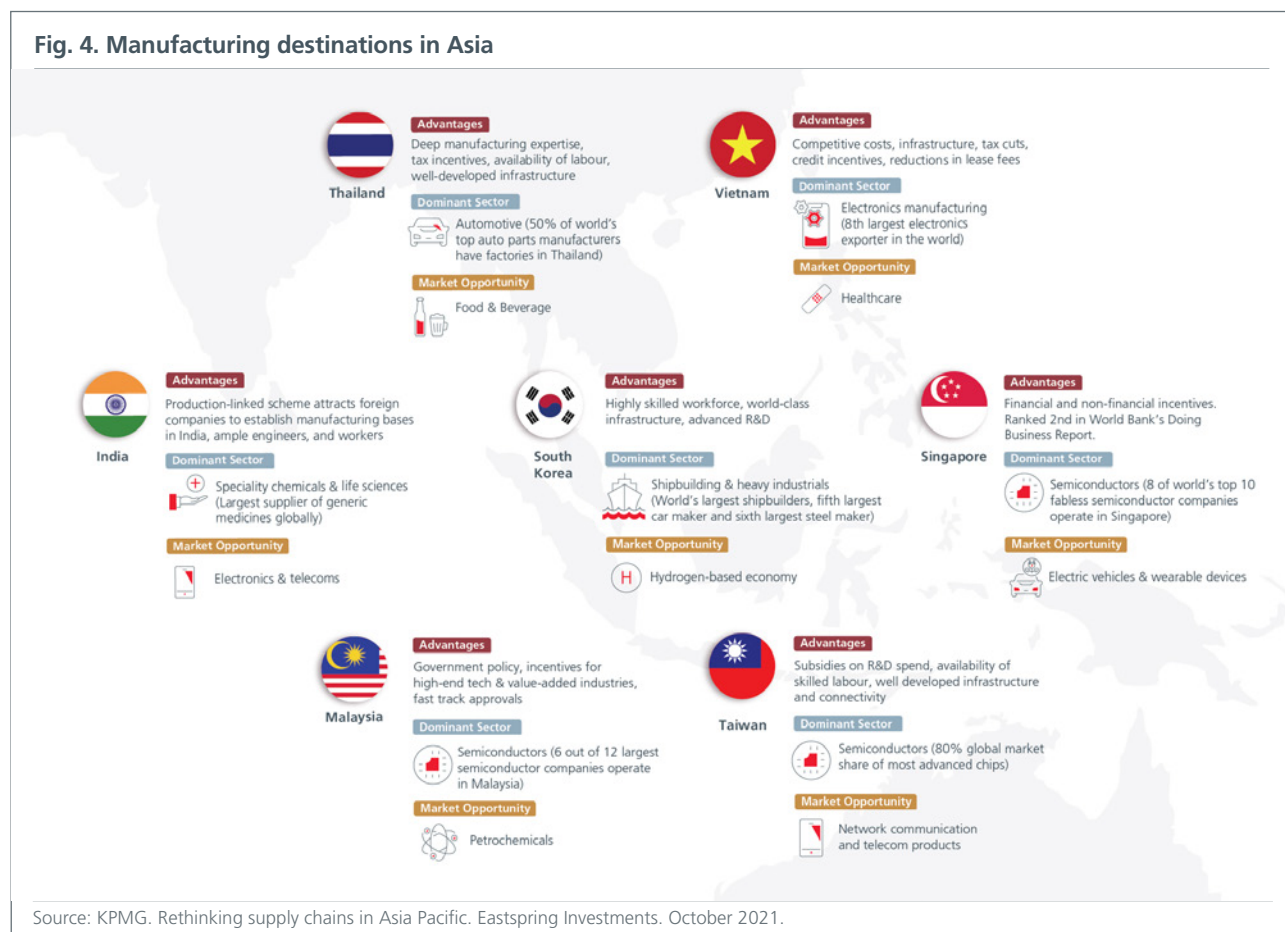 Fig. 4. Manufacturing destinations in Asia
Thailand
Advantages
Deep manufacturing expertise,
tax incentives, availability of labour,
well-developed infrastructure
Dominant Sector
Automotive (50% of world's
top auto parts manufacturers
have factories in Thailand)
Market Opportunity
Food & Beverage
Vietnam
Advantages
Competitive costs, infrastructure, tax cuts,
credit incentives, reductions in lease fees
Dominant Sector
Electronics manufacturing
(8th largest electronics
exporter in the world)
Market Opportunity
Healthcare
India
Advantages
Production-linked scheme attracts foreign
companies to establish manufacturing bases
in India, ample engineers, and workers
Dominant Sector
Speciality chemicals & life sciences
(Largest supplier of generic
medicines globally)
Market Opportunity
Electronics & telecoms
South
Korea
Advantages
Highly skilled workforce, world-class
infrastructure, advanced R&D
Dominant Sector
Shipbuilding & heavy industrials
(World's largest shipbuilders, fifth largest
car maker and sixth largest steel maker)
Market Opportunity
H
Hydrogen-based economy
Singapore
Advantages
Financial and non-financial incentives.
Ranked 2nd in World Bank's Doing
Business Report.
Dominant Sector
Semiconductors (8 of world's top 10
fabless semiconductor companies
operate in Singapore)
Market Opportunity
Electric vehicles & wearable devices
Malaysia
Advantages
Government policy, incentives for
high-end tech & value-added industries,
fast track approvals
Dominant Sector
Semiconductors (6 out of 12 largest
semiconductor companies operate
in Malaysia)
Market Opportunity
Petrochemicals
Taiwan
Advantages
Subsidies on R&D spend, availability of
skilled labour, well developed infrastructure
and connectivity
Dominant Sector
Semiconductors (80% global market
share of most advanced chips)
Market Opportunity
Network communication
and telecom products
Source: KPMG. Rethinking supply chains in Asia Pacific. Eastspring Investments. October 2021.